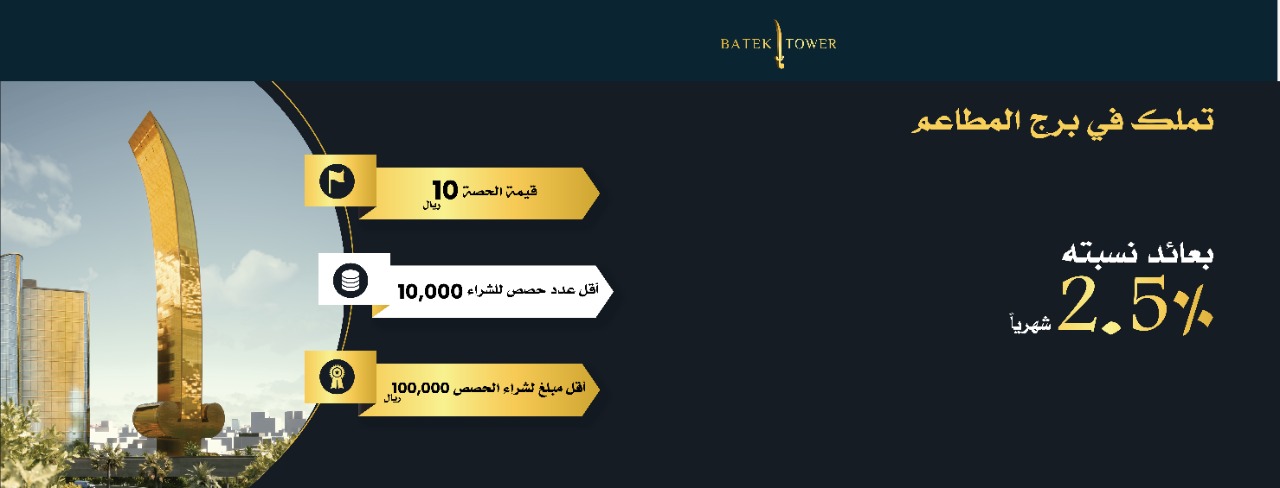 BATEK TOWER
تملك في برج المطاعم
بعائد نسبته
2.5%
شهرياً
قيمة الحصة 10
ريال
أقل عدد حصص للشراء 10,000
أقل مبلغ لشراء الحصص 100,000
ريال